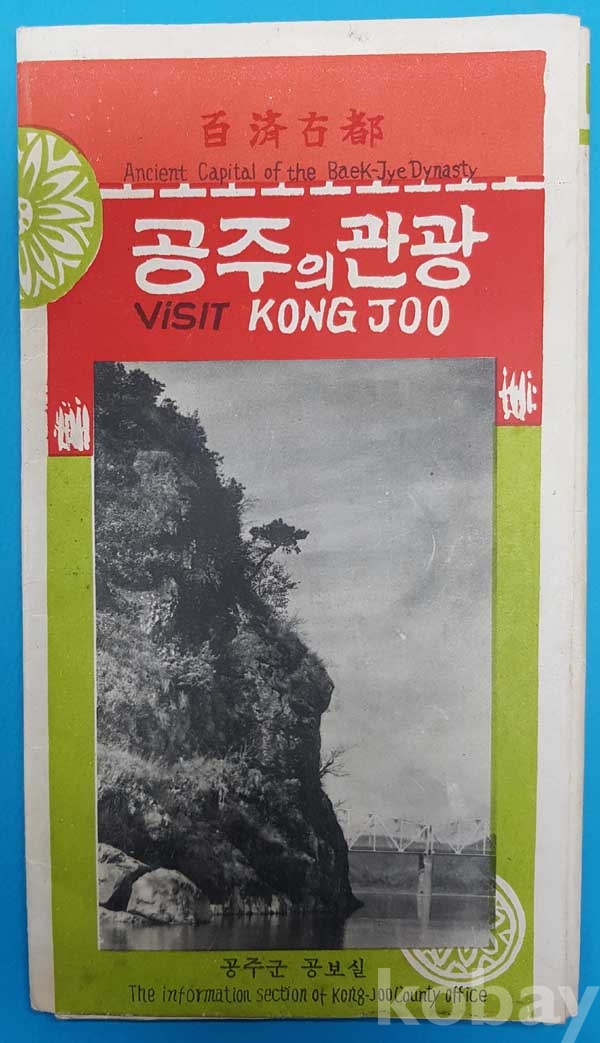 百済古都
Ancient Capital of the Baek-Jye Dynasty
공주의 관광
ViSIT KONG JOO
공주군 공보실
The information section of Kong-joo County office
kobay